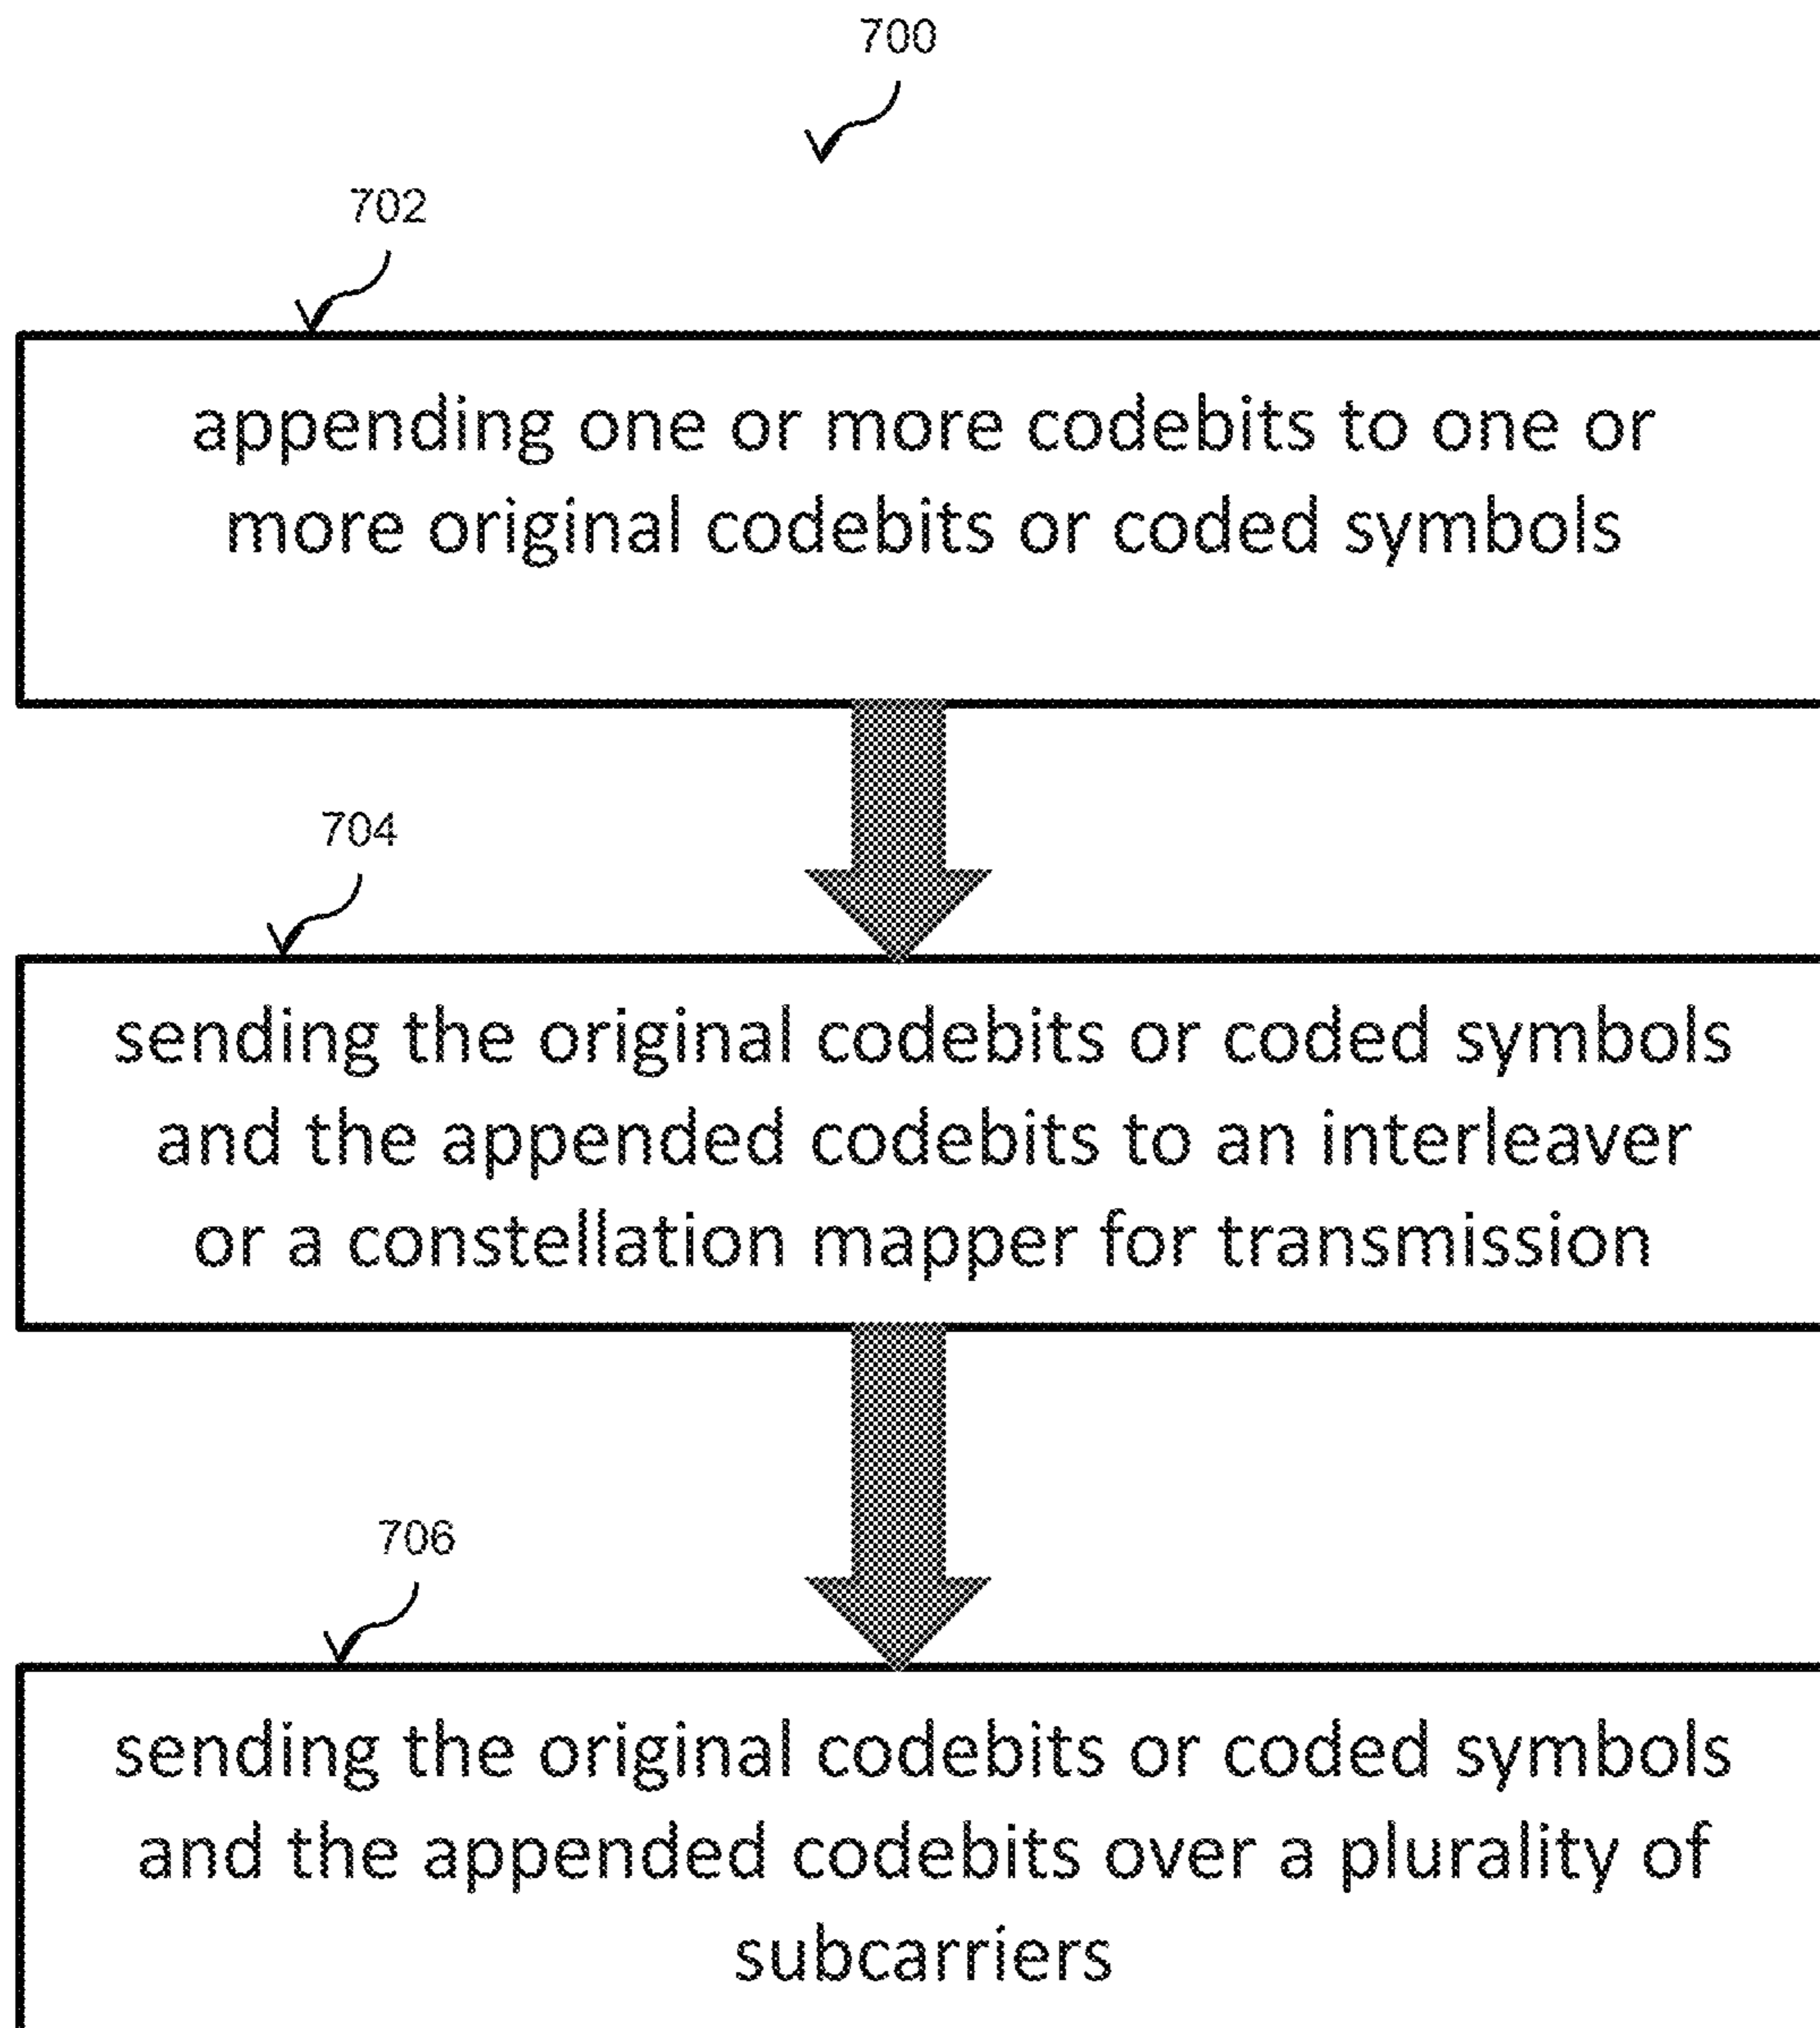 700
702
appending one or more codebits to one or
more original codebits or coded symbols
704
sending the original codebits or coded symbols
and the appended codebits to an interleaver
or a constellation mapper for transmission
706
sending the original codebits or coded symbols
and the appended codebits over a plurality of
subcarriers